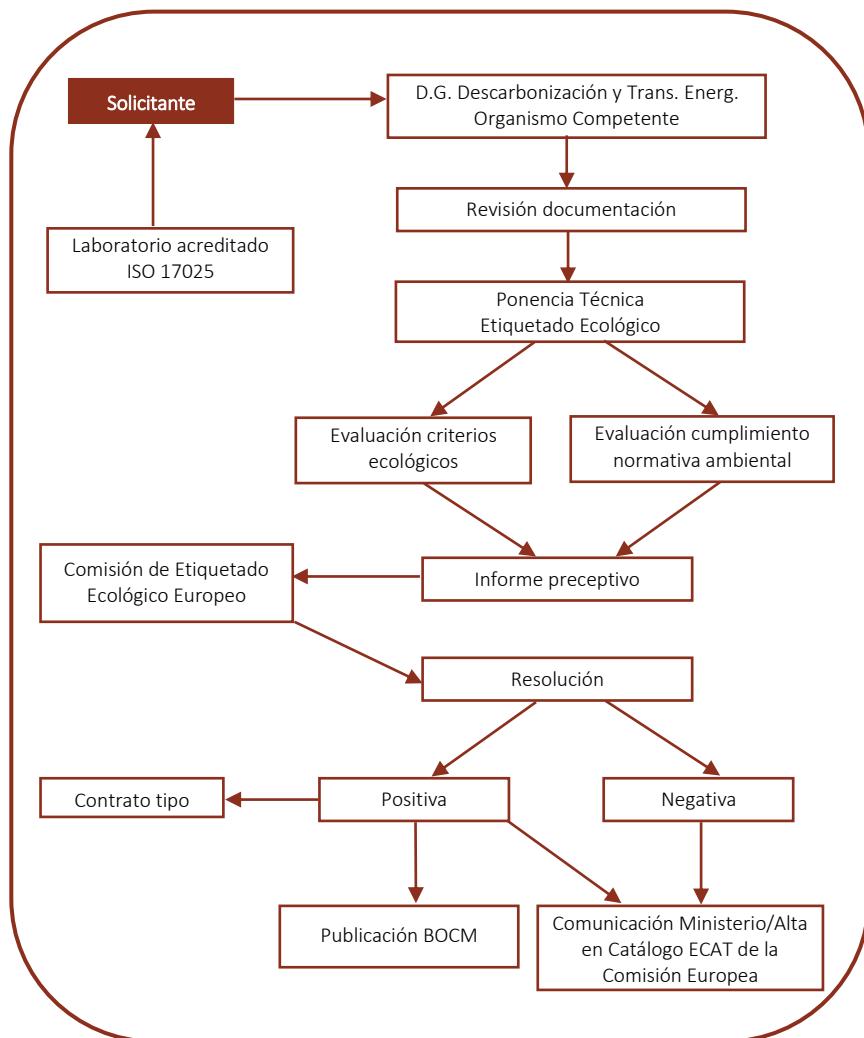 Solicitante
D.G. Descarbonización y Trans. Energ.
Organismo Competente
Revisión documentación
Laboratorio acreditado
ISO 17025
Ponencia Técnica
Etiquetado Ecológico
Evaluación criterios
ecológicos
Evaluación cumplimiento
normativa ambiental
Comisión de Etiquetado
Ecológico Europeo
Informe preceptivo
Resolución
Contrato tipo
Positiva
Negativa
Publicación BOCM
Comunicación Ministerio/Alta
en Catálogo ECAT de la
Comisión Europea